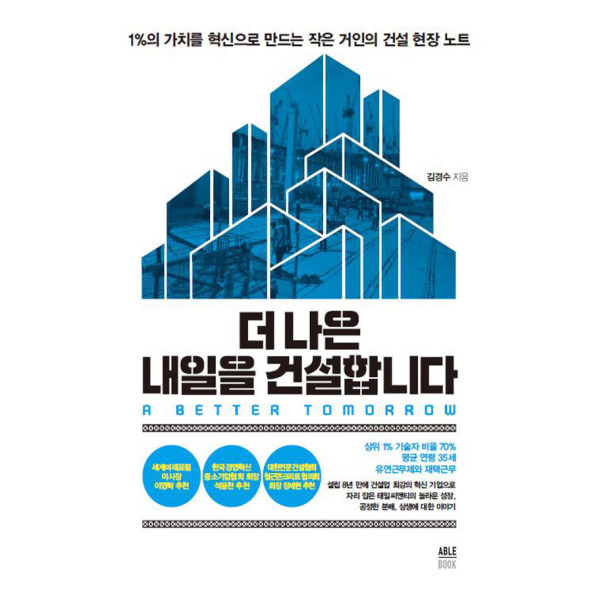 1%의 가치를 혁신으로 만드는 작은 거인의 건설 현장 노트
김경수 지음
더 나은
내일을 건설합니다
A BETTER TOMORROW
상위 1% 기술자 비율 70%
평균 연령 35세
유연근무제와 재택근무
세계미래포럼
이사장
이영탁 추천
한국경영혁신
중소기업협회 회장
석용찬 추천
대한전문건설협회
철근콘크리트협의회
회장 장세현 추천
설립 8년 만에 건설업 최강의 혁신 기업으로
자리 잡은 태일씨앤티의 놀라운 성장,
공정한 분배, 상생에 대한 이야기
ABLE
BOOK